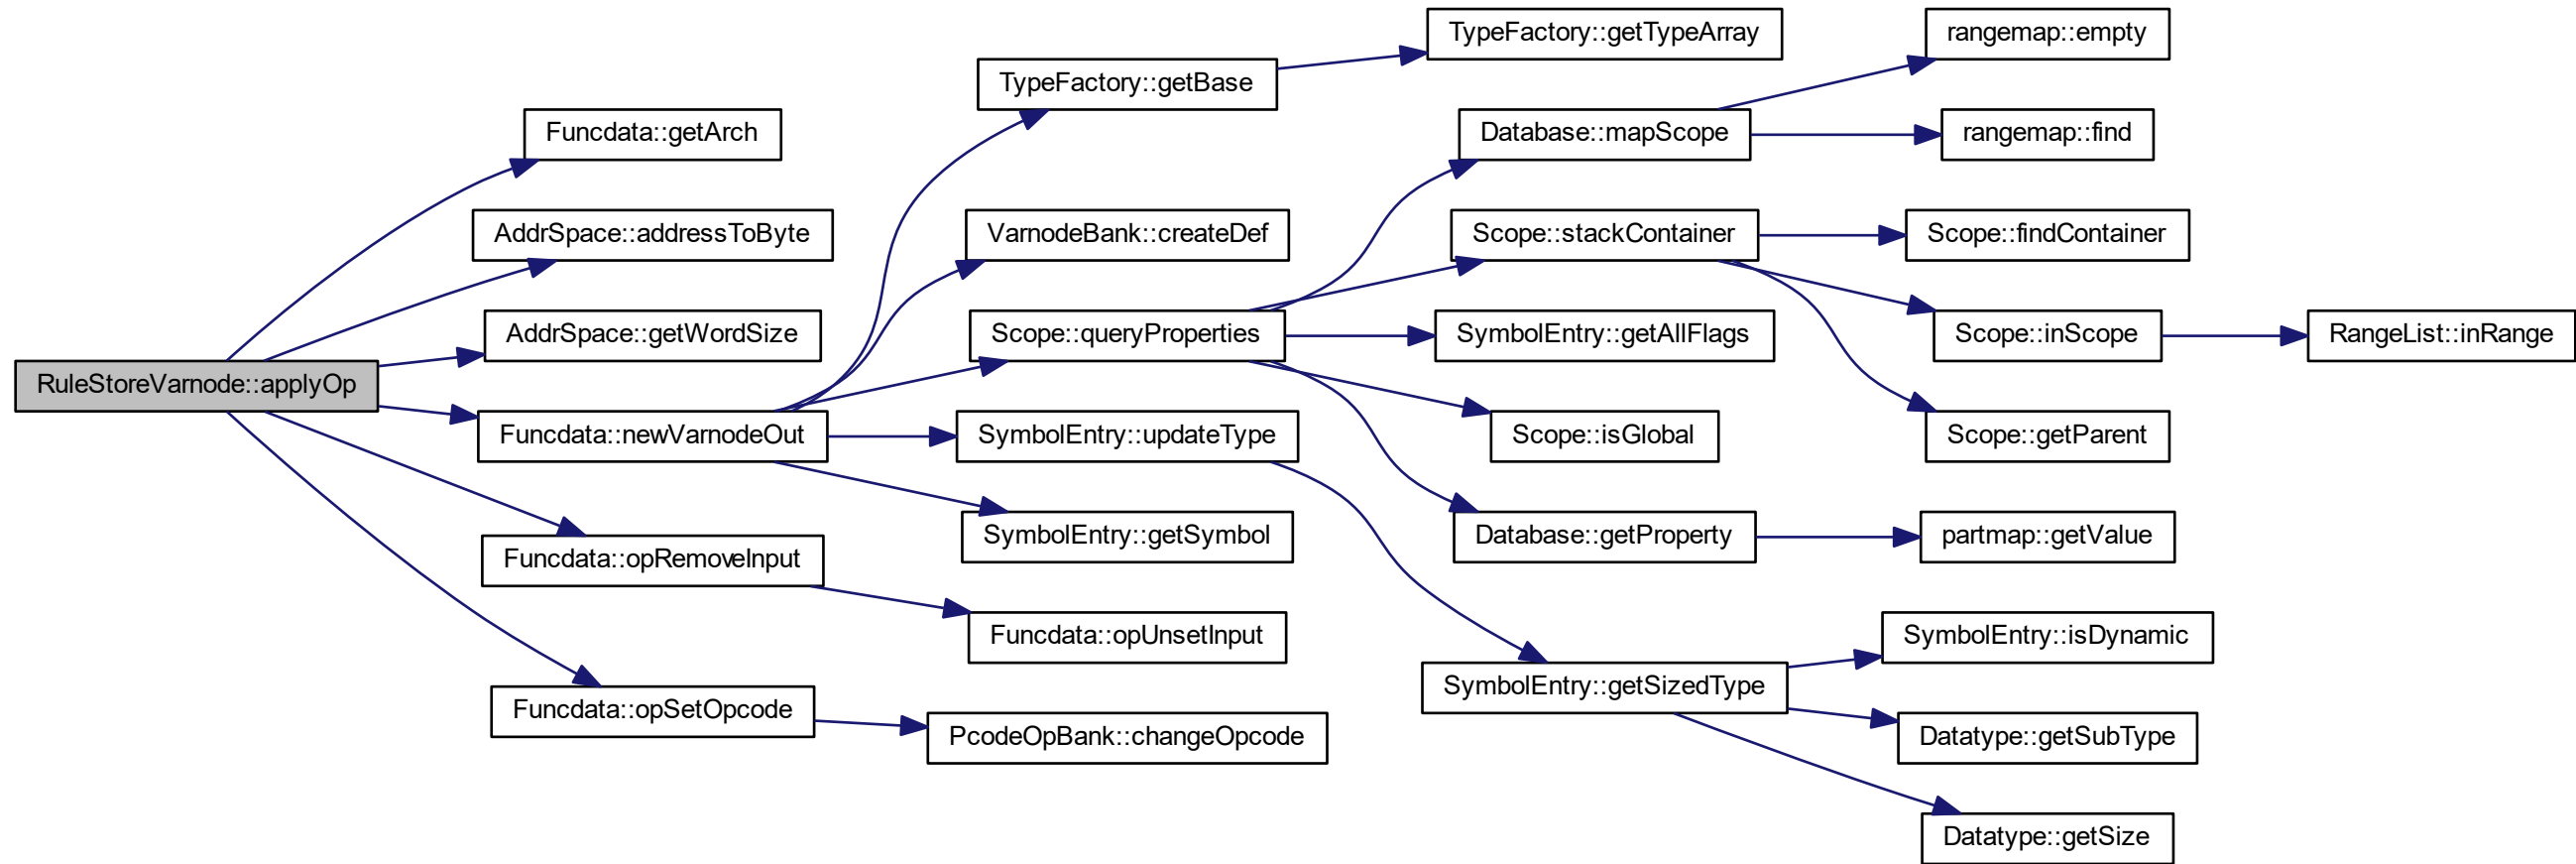 RuleStoreVarnode::applyOp
Funcdata::getArch
AddrSpace::addressToByte
AddrSpace::getWordSize
Funcdata::newVarnodeOut
Funcdata::opRemoveInput
Funcdata::opSetOpcode
TypeFactory::getBase
VarnodeBank::createDef
Scope::queryProperties
SymbolEntry::updateType
SymbolEntry::getSymbol
Funcdata::opUnsetInput
PcodeOpBank::changeOpcode
TypeFactory::getTypeArray
Database::mapScope
Scope::stackContainer
SymbolEntry::getAllFlags
Scope::isGlobal
Database::getProperty
SymbolEntry::getSizedType
rangemap::empty
rangemap::find
Scope::findContainer
Scope::inScope
Scope::getParent
partmap::getValue
SymbolEntry::isDynamic
Datatype::getSubType
Datatype::getSize
RangeList::inRange